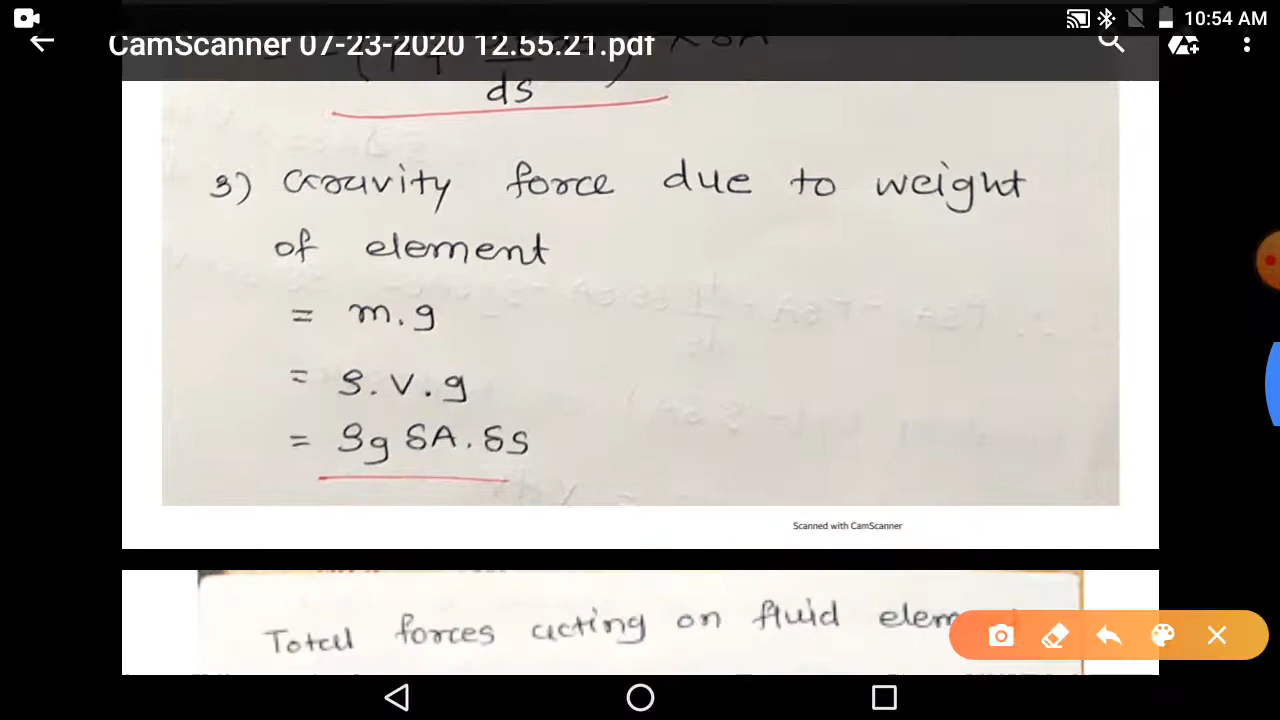 10:54 AM
CamScanner 07-23-2020 12.55.21.pdf
ds
3) Gravity force due to weight
of element
= m.g
= ρ.V.g
= ρg δA.δs
Scanned with CamScanner
Total forces acting on fluid